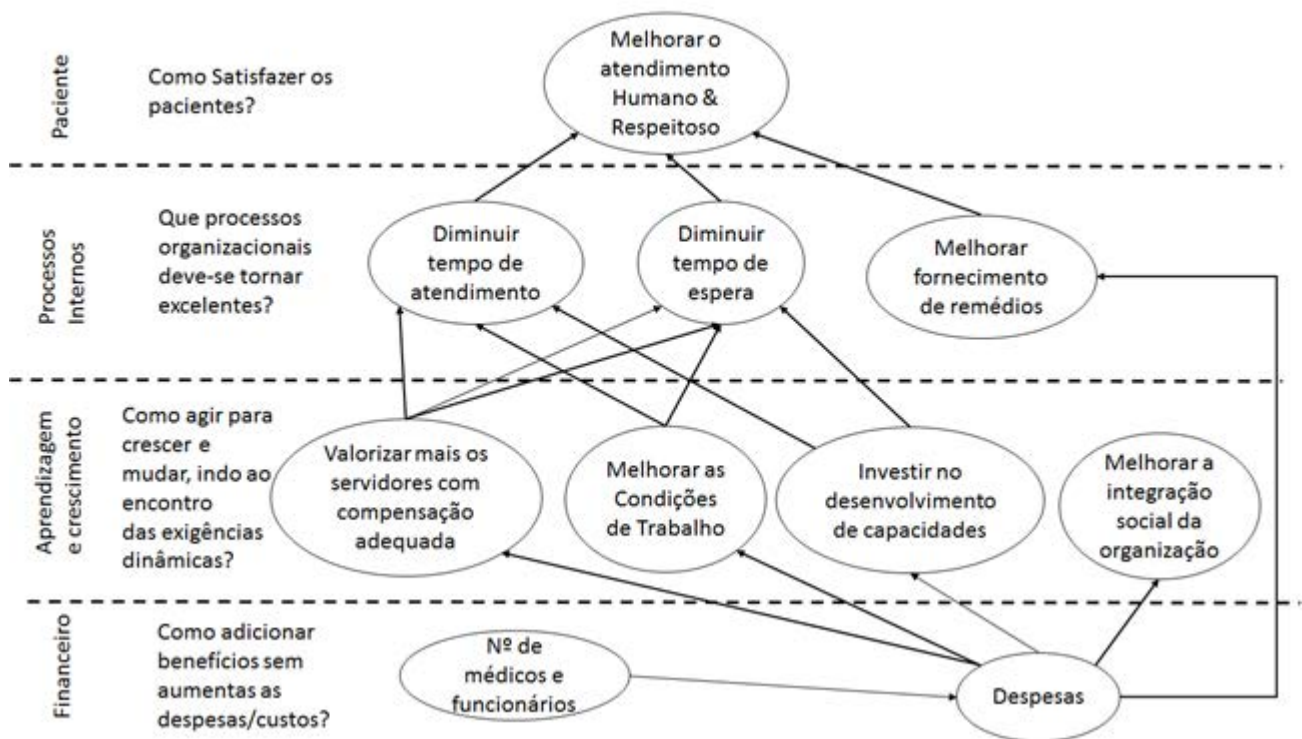 Paciente
Como Satisfazer os
pacientes?
Melhorar o
atendimento
Humano &
Respeitoso
Processos
Internos
Que processos
organizacionais
deve-se tornar
excelentes?
Diminuir
tempo de
atendimento
Diminuir
tempo de
espera
Melhorar
fornecimento
de remédios
Aprendizagem
e crescimento
Como agir para
crescer e
mudar, indo ao
encontro
das exigências
dinâmicas?
Valorizar mais os
servidores com
compensação
adequada
Melhorar as
Condições
de Trabalho
Investir no
desenvolvimento
de capacidades
Melhorar a
integração
social da
organização
Financeiro
Como adicionar
benefícios sem
aumentas as
despesas/custos?
Nº de
médicos e
funcionários
Despesas